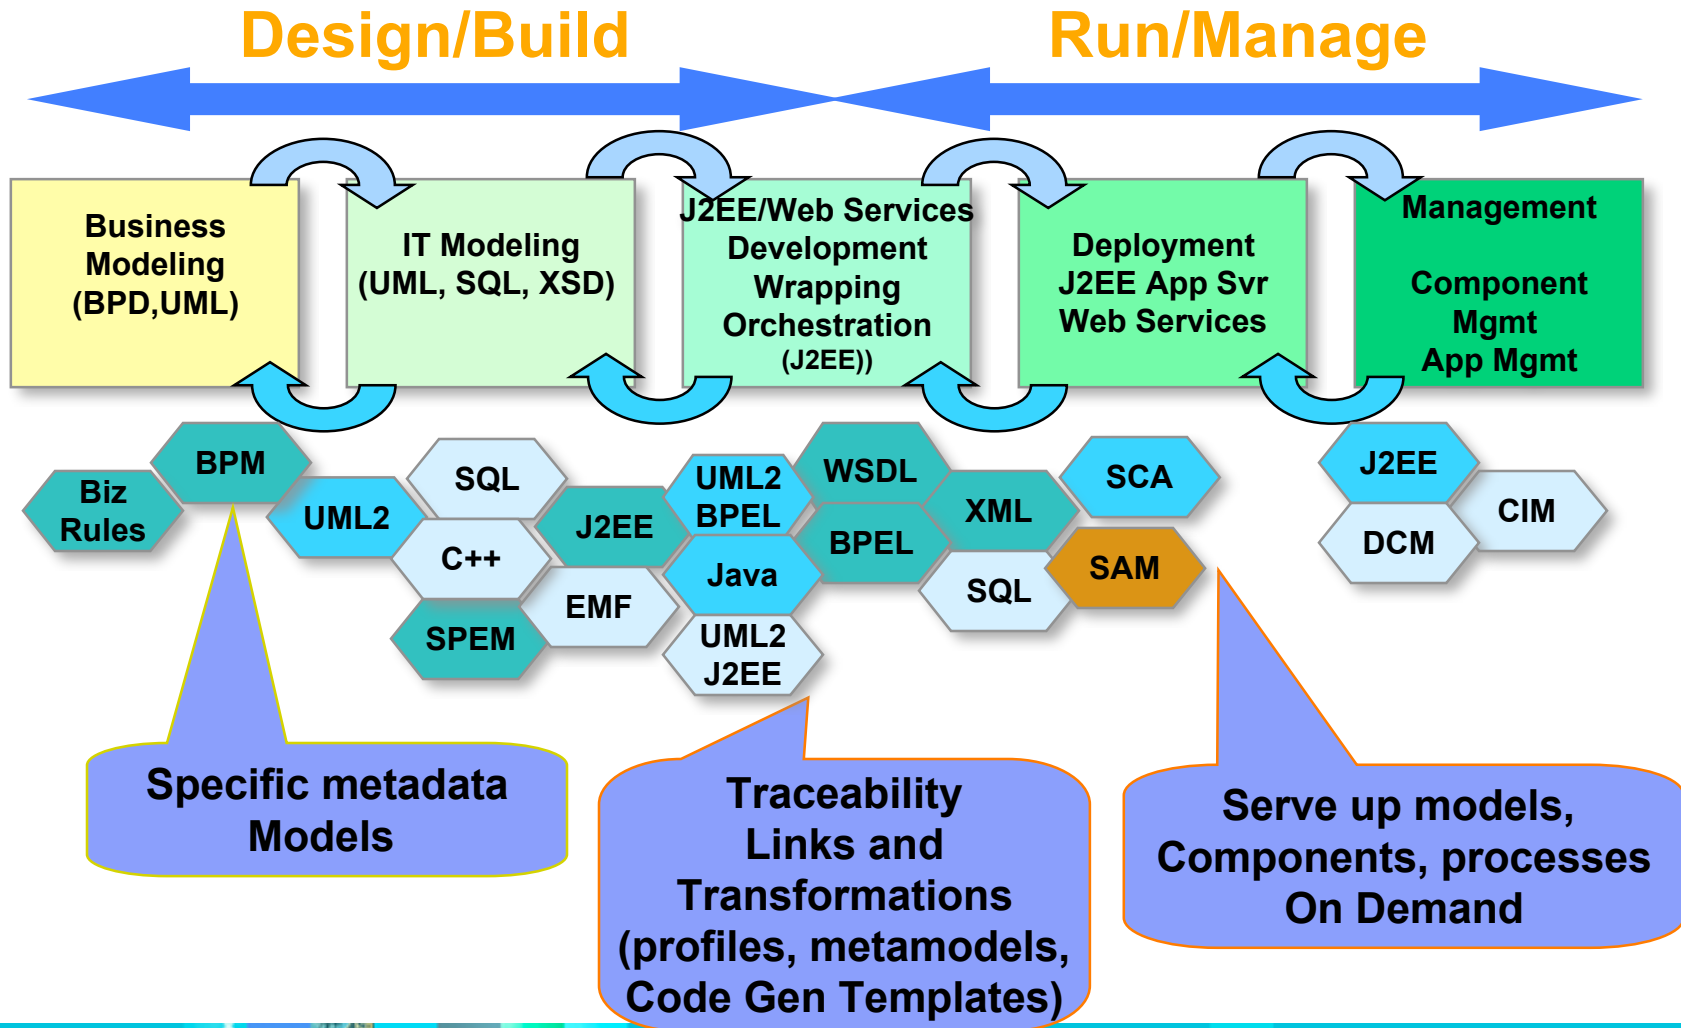 Design/Build
Run/Manage
Business
Modeling
(BPD,UML)
IT Modeling
(UML, SQL, XSD)
J2EE/Web Services
Development
Wrapping
Orchestration
(J2EE))
Deployment
J2EE App Svr
Web Services
Management
Component
Mgmt
App Mgmt
Biz
Rules
BPM
UML2
SQL
C++
SPEM
J2EE
EMF
UML2
BPEL
Java
UML2
J2EE
WSDL
BPEL
XML
SQL
SCA
SAM
J2EE
DCM
CIM
Specific metadata
Models
Traceability
Links and
Transformations
(profiles, metamodels,
Code Gen Templates)
Serve up models,
Components, processes
On Demand